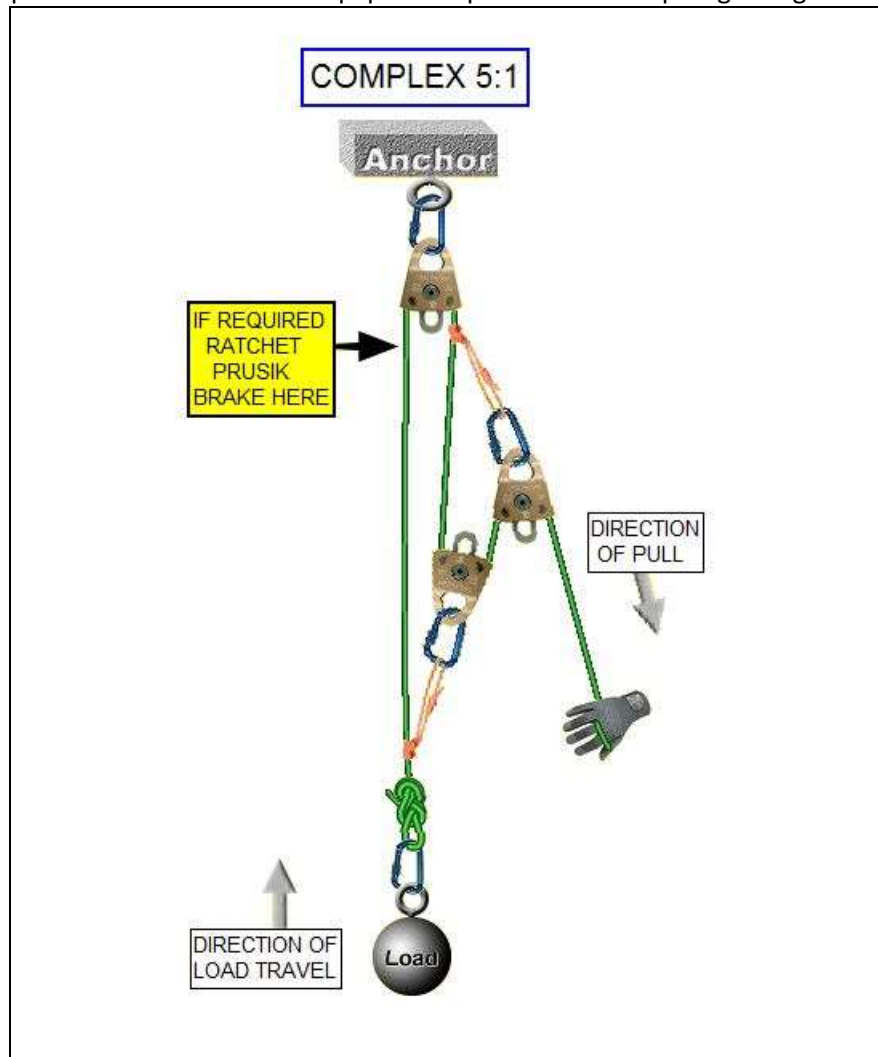 COMPLEX 5:1
Anchor
IF REQUIRED
RATCHET
PRUSIK
BRAKE HERE
DIRECTION
OF PULL
DIRECTION OF
LOAD TRAVEL
Load